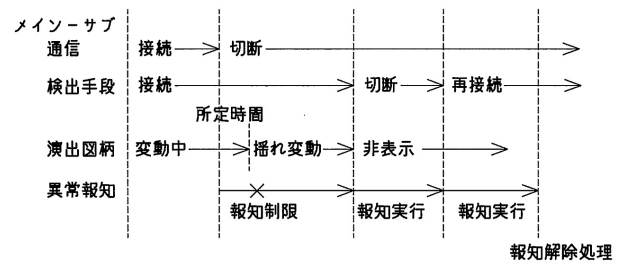 メイン－サブ
通信 接続 切断
検出手段 接続 切断 再接続
所定時間
演出図柄 変動中 揺れ変動 非表示
異常報知
報知制限 報知実行 報知実行
報知解除処理